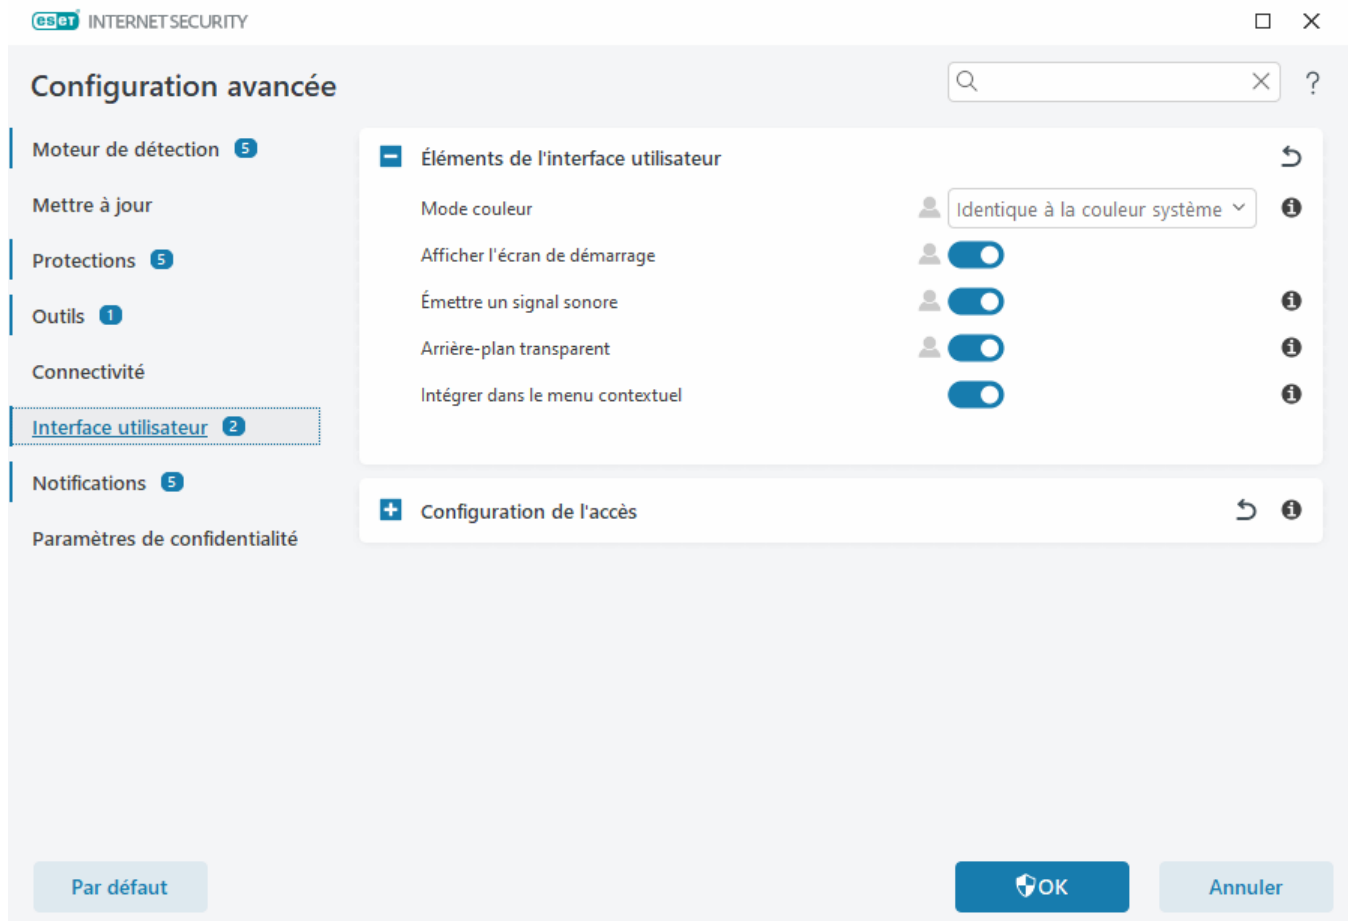 eset INTERNET SECURITY
Configuration avancée
?
Moteur de détection 5
Mettre à jour
Protections 5
Outils 1
Connectivité
Interface utilisateur 2
Notifications 5
Paramètres de confidentialité
Éléments de l'interface utilisateur
Mode couleur Identique à la couleur système
Afficher l'écran de démarrage
Émettre un signal sonore
Arrière-plan transparent
Intégrer dans le menu contextuel
Configuration de l'accès
Par défaut
OK
Annuler